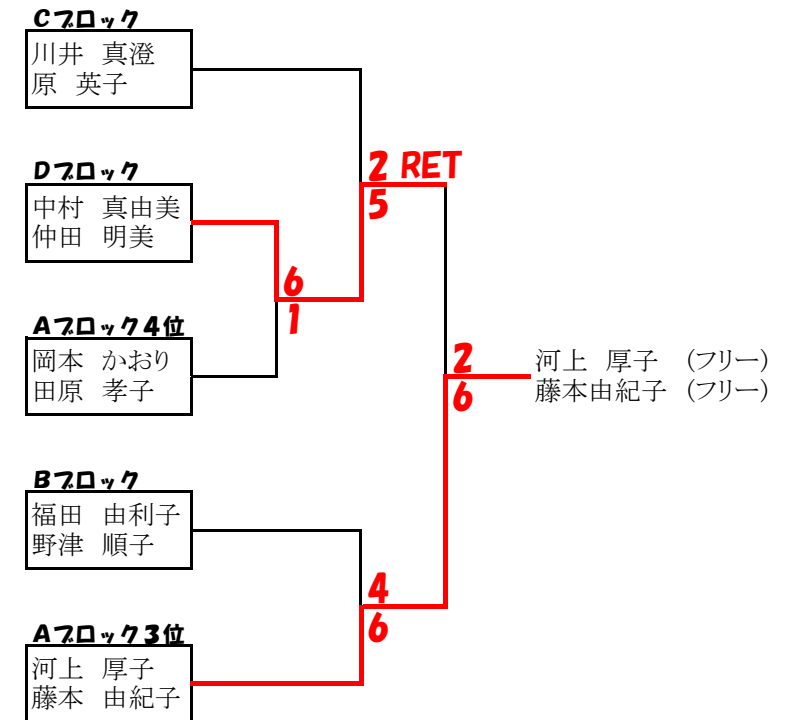 Cブロック
川井 真澄
原 英子
Dブロック
中村 真由美
仲田 明美
Aブロック4位
岡本 かおり
田原 孝子
Bブロック
福田 由利子
野津 順子
Aブロック3位
河上 厚子
藤本 由紀子
6
1
2 RET
5
4
6
2
6
河上 厚子 (フリー)
藤本由紀子 (フリー)